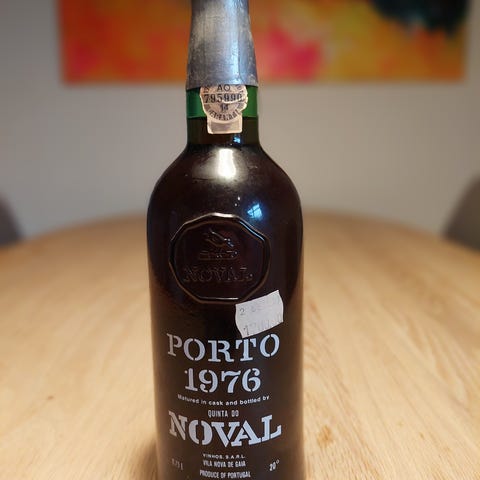 795990
NOVAL
PORTO
1976
Matured in cask and bottled by
QUINTA DO
NOVAL
VINHOS, S.A.R.L.
VILA NOVA DE GAIA
PRODUCE OF PORTUGAL
20°